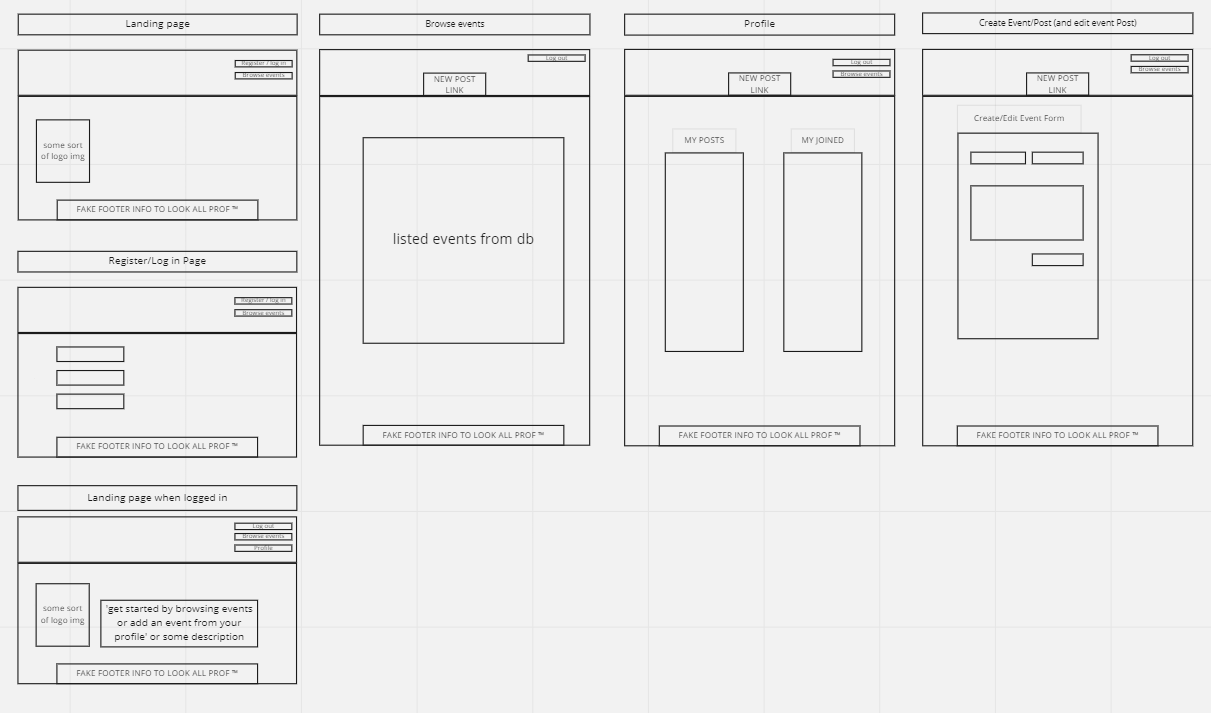 Landing page
Register / log in
Browse events
some sort
of logo img
FAKE FOOTER INFO TO LOOK ALL PROF ™
Register/Log in Page
Register / log in
Browse events
FAKE FOOTER INFO TO LOOK ALL PROF ™
Landing page when logged in
Log out
Browse events
Profile
some sort
of logo img
'get started by browsing events
or add an event from your
profile' or some description
FAKE FOOTER INFO TO LOOK ALL PROF ™
Browse events
Log out
NEW POST
LINK
listed events from db
FAKE FOOTER INFO TO LOOK ALL PROF ™
Profile
Log out
Browse events
NEW POST
LINK
MY POSTS
MY JOINED
FAKE FOOTER INFO TO LOOK ALL PROF ™
Create Event/Post (and edit event Post)
Log out
Browse events
NEW POST
LINK
Create/Edit Event Form
FAKE FOOTER INFO TO LOOK ALL PROF ™